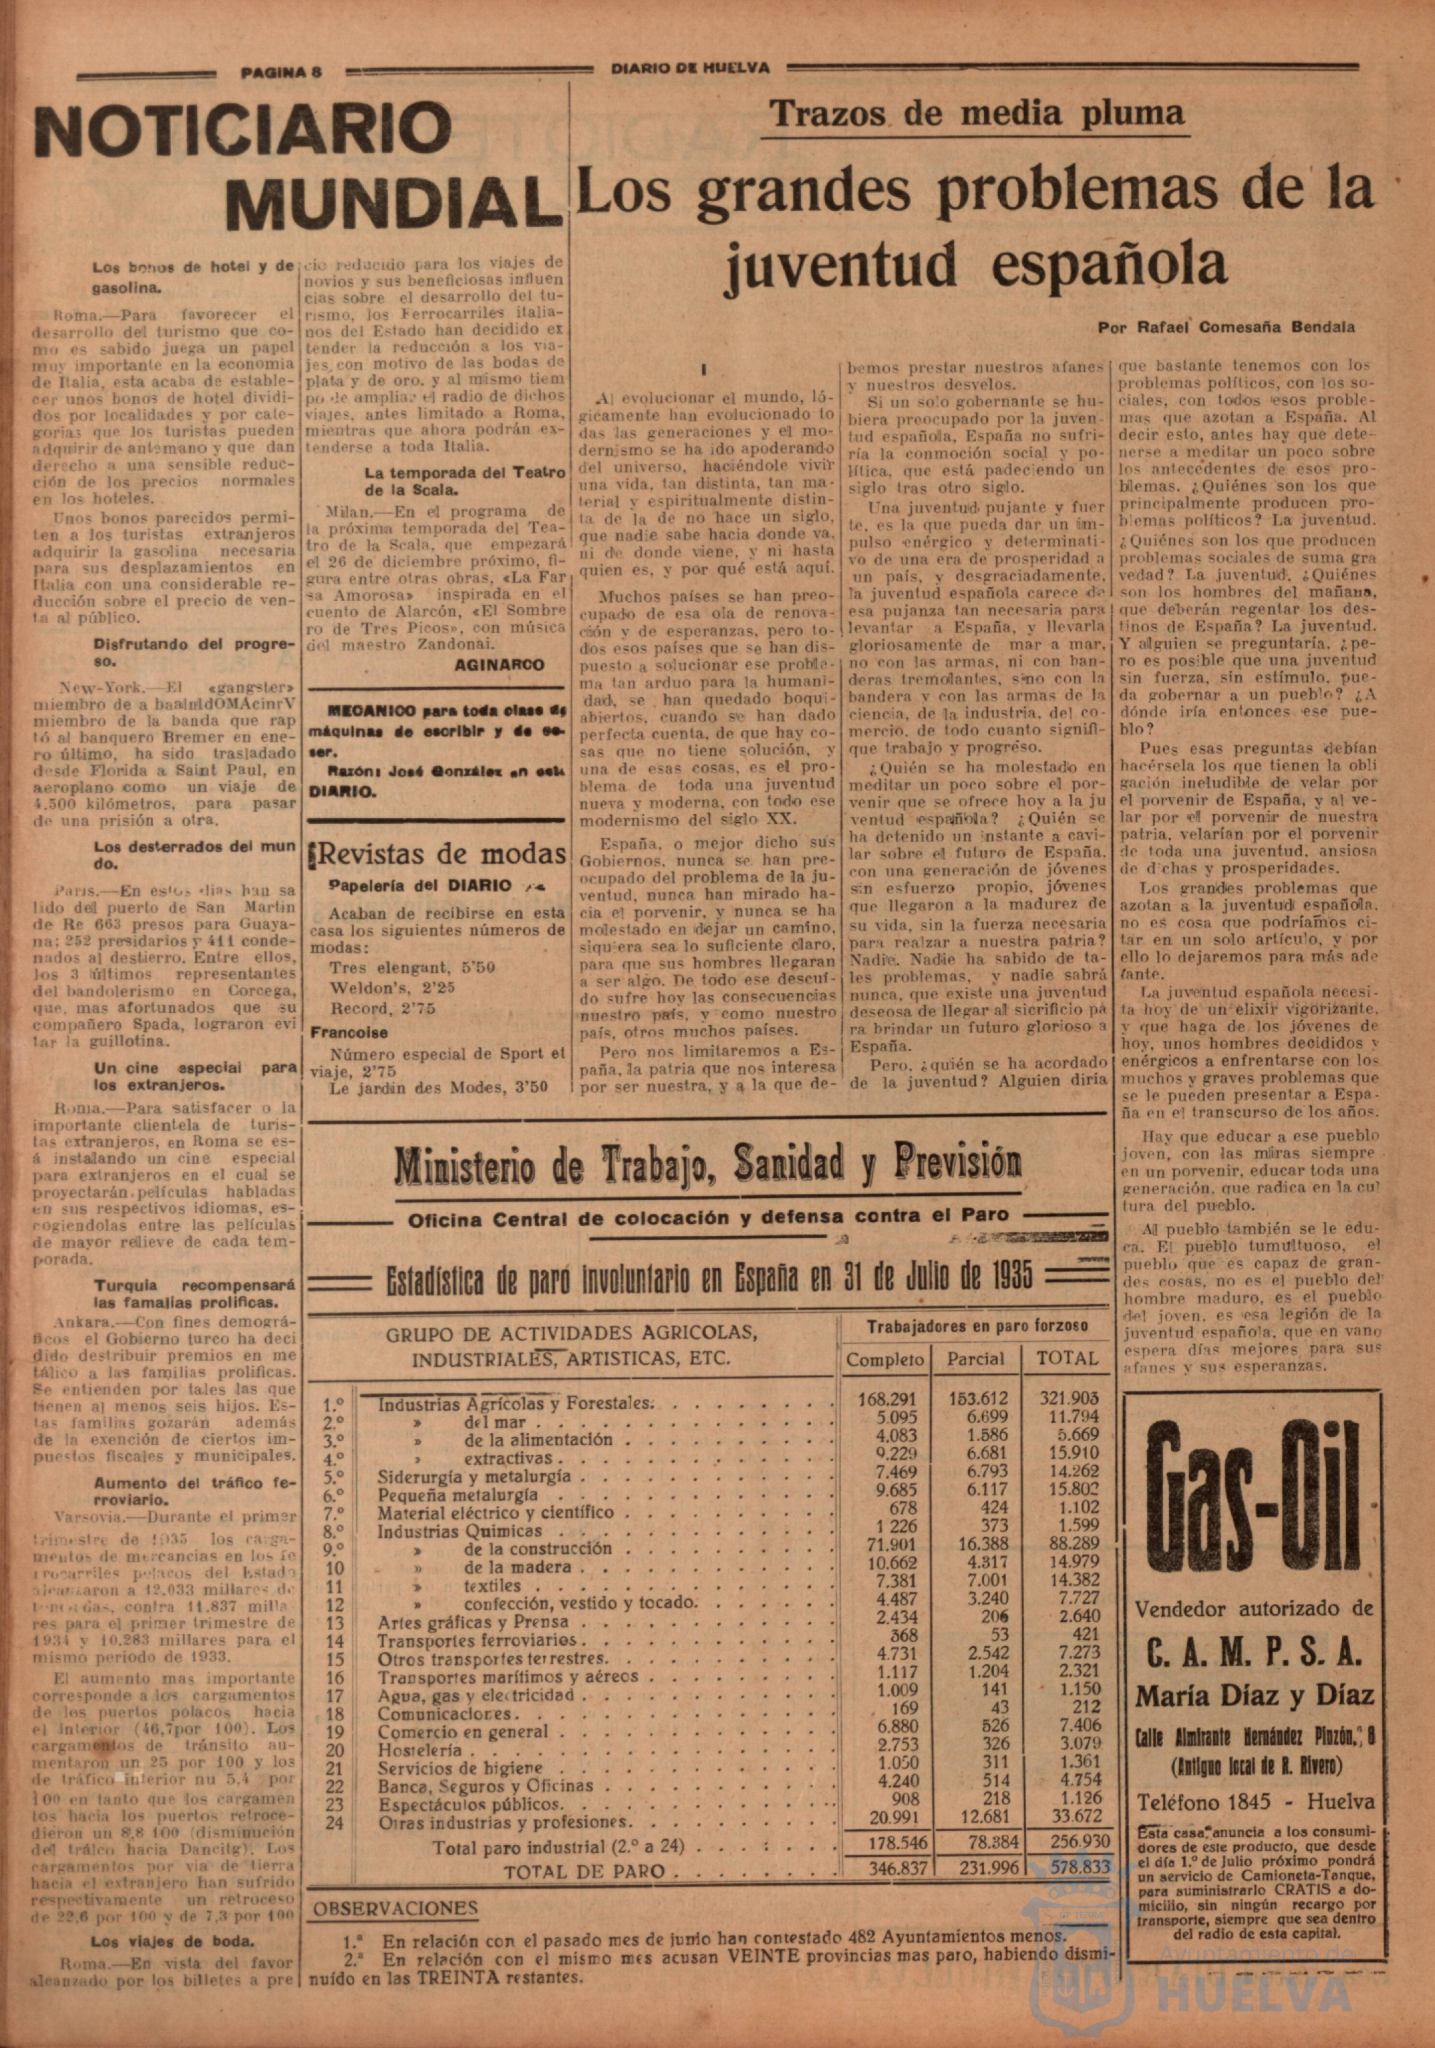 PAGINA 8
DIARIO DE HUELVA
NOTICIARIO
MUNDIAL
Los bonos de hotel y de
gasolina.
Roma.—Para favorecer el
desarrollo del turismo que co-
mo es sabido juega un papel
muy importante en la economia
de Italia, esta acaba de estable-
cer unos bonos de hotel dividi-
dos por localidades y por cate-
gorias que los turistas pueden
adquirir de antemano y que dan
derecho a una sensible reduc-
ción de los precios normales
en los hoteles.
Unos bonos parecidos permi-
ten a los turistas extranjeros
adquirir la gasolina necesaria
para sus desplazamientos en
Italia con una considerable re-
ducción sobre el precio de ven-
ta al público.
Disfrutando del progre-
so.
New-York.—El «gangster»
miembro de a baaluldOMAcinrV
miembro de la banda que rap
tó al banquero Bremer en ene-
ro último, ha sido trasladado
desde Florida a Saint Paul, en
aeroplano como un viaje de
4.500 kilómetros, para pasar
de una prisión a otra.
Los desterrados del mun
do.
Paris.—En estos dias han sa
lido del puerto de San Martin
de Re 663 presos para Guaya-
na; 252 presidarios y 411 conde-
nados al destierro. Entre ellos,
los 3 últimos representantes
del bandolerismo en Corcega,
que, mas afortunados que su
compañero Spada, lograron evi
tar la guillotina.
Un cine especial para
los extranjeros.
Roma.—Para satisfacer o la
importante clientela de turis-
tas extranjeros, en Roma se es-
á instalando un cine especial
para extranjeros en el cual se
proyectarán películas habladas
en sus respectivos idiomas, es-
cogiendolas entre las películas
de mayor relieve de cada tem-
porada.
Turquia recompensará
las famalias prolificas.
Ankara.—Con fines demográ-
ficos el Gobierno turco ha deci
dido destribuir premios en me
tálico a las familias prolificas.
Se entienden por tales las que
tienen al menos seis hijos. Es-
tas familias gozarán además
de la exención de ciertos im-
puestos fiscales y municipales.
Aumento del tráfico fe-
rroviario.
Varsovia.—Durante el primer
trimestre de 1935 los carga-
mentos de mercancias en los fe
rrocarriles polacos del Estado
alcanzaron a 12.033 millares de
toneladas, contra 11.837 milla-
res para el primer trimestre de
1934 y 10.283 millares para el
mismo periodo de 1933.
El aumento mas importante
corresponde a los cargamentos
de los puertos polacos hacia
el interior (46,7por 100). Los
cargamentos de tránsito au-
mentaron un 25 por 100 y los
de tráfico interior nu 5,4 por
100 en tanto que los cargamen
tos hacia los puertos retroce-
dieron un 8,8 100 (disminución
del trálco hacia Dancitg). Los
cargamentos por via de tierra
hacia el extranjero han sufrido
respectivamente un retroceso
de 22,6 por 100 y de 7,3 por 100
Los viajes de boda.
Roma.—En vista del favor
alcanzado por los billetes a pre
cio reducido para los viajes de
novios y sus beneficiosas influen
cias sobre el desarrollo del tu-
rismo, los Ferrocarriles italia-
nos del Estado han decidido ex
tender la reducción a los via-
jes con motivo de las bodas de
plata y de oro, y al mismo tiem
po de ampliar el radio de dichos
viajes, antes limitado a Roma,
mientras que ahora podrán ex-
tenderse a toda Italia.
La temporada del Teatro
de la Scala.
Milan.—En el programa de
la próxima temporada del Tea-
tro de la Scala, que empezará
el 26 de diciembre próximo, fi-
gura entre otras obras, «La Far
sa Amorosa» inspirada en el
cuento de Alarcón, «El Sombre
ro de Tres Picos», con música
del maestro Zandonai.
AGINARCO
MECANICO para toda clase de
máquinas de escribir y de co-
ser.
Razón: José González en este
DIARIO.
¡Revistas de modas
Papelería del DIARIO
Acaban de recibirse en esta
casa los siguientes números de
modas:
Tres elengant, 5'50
Weldon's, 2'25
Record, 2'75
Francoise
Número especial de Sport et
viaje, 2'75
Le jardin des Modes, 3'50
Trazos de media pluma
Los grandes problemas de la
juventud española
Por Rafael Comesaña Bendala
I
Al evolucionar el mundo, ló-
gicamente han evolucionado to
das las generaciones y el mo-
dernismo se ha ido apoderando
del universo, haciéndole vivir
una vida, tan distinta, tan ma-
terial y espiritualmente distin-
ta de la de no hace un siglo,
que nadie sabe hacia donde va,
ni de donde viene, y ni hasta
quien es, y por qué está aquí.
Muchos países se han preo-
cupado de esa ola de renova-
ción y de esperanzas, pero to-
dos esos países que se han dis-
puesto a solucionar ese proble-
ma tan arduo para la humani-
dad, se han quedado boqui-
abiertos, cuando se han dado
perfecta cuenta, de que hay co-
sas que no tiene solución, y
una de esas cosas, es el pro-
blema de toda una juventud
nueva y moderna, con todo ese
modernismo del siglo XX.
España, o mejor dicho sus
Gobiernos, nunca se han pre-
ocupado del problema de la ju-
ventud, nunca han mirado ha-
cia el porvenir, y nunca se ha
molestado en dejar un camino,
siquiera sea lo suficiente claro,
para que sus hombres llegaran
a ser algo. De todo ese descui-
do sufre hoy las consecuencias
nuestro país, y como nuestro
país, otros muchos países.
Pero nos limitaremos a Es-
paña, la patria que nos interesa
por ser nuestra, y a la que de-
bemos prestar nuestros afanes
y nuestros desvelos.
Si un solo gobernante se hu-
biera preocupado por la juven-
tud española, España no sufri-
ría la conmoción social y po-
lítica, que está padeciendo un
siglo tras otro siglo.
Una juventud pujante y fuer
te, es la que pueda dar un im-
pulso enérgico y determinati-
vo de una era de prosperidad a
un país, y desgraciadamente,
la juventud española carece de
esa pujanza tan necesaria para
levantar a España, y llevarla
gloriosamente de mar a mar,
no con las armas, ni con ban-
deras tremolantes, sino con la
bandera y con las armas de la
ciencia, de la industria, del co-
mercio, de todo cuanto signifi-
que trabajo y progreso.
¿Quién se ha molestado en
meditar un poco sobre el por-
venir que se ofrece hoy a la ju
ventud española? ¿Quién se
ha detenido un instante a cavi-
lar sobre el futuro de España,
con una generación de jóvenes
sin esfuerzo propio, jóvenes
que llegaron a la madurez de
su vida, sin la fuerza necesaria
para realzar a nuestra patria?
Nadie. Nadie ha sabido de ta-
les problemas, y nadie sabrá
nunca, que existe una juventud
deseosa de llegar al sicrificio pa
ra brindar un futuro glorioso a
España.
Pero, ¿quién se ha acordado
de la juventud? Alguien diría
que bastante tenemos con los
problemas políticos, con los so-
ciales, con todos esos proble-
mas que azotan a España. Al
decir esto, antes hay que dete-
nerse a meditar un poco sobre
los antecedentes de esos pro-
blemas. ¿Quiénes son los que
principalmente producen pro-
blemas políticos? La juventud.
¿Quiénes son los que producen
problemas sociales de suma gra
vedad? La juventud. ¿Quiénes
son los hombres del mañana,
que deberán regentar los des-
tinos de España? La juventud.
Y alguien se preguntaría, ¿pe-
ro es posible que una juventud
sin fuerza, sin estímulo, pue-
da gobernar a un pueblo? ¿A
dónde iría entonces ese pue-
blo?
Pues esas preguntas debían
hacérsela los que tienen la obli
gación ineludible de velar por
el porvenir de España, y al ve-
lar por el porvenir de nuestra
patria, velarían por el porvenir
de toda una juventud, ansiosa
de dichas y prosperidades.
Los grandes problemas que
azotan a la juventud española,
no es cosa que podríamos ci-
tar en un solo artículo, y por
ello lo dejaremos para más ade
lante.
La juventud española necesi-
ta hoy de un elixir vigorizante,
y que haga de los jóvenes de
hoy, unos hombres decididos y
enérgicos a enfrentarse con los
muchos y graves problemas que
se le pueden presentar a Espa-
ña en el transcurso de los años.
Hay que educar a ese pueblo
joven, con las miras siempre
en un porvenir, educar toda una
generación, que radica en la cul
tura del pueblo.
Al pueblo también se le edu-
ca. El pueblo tumultuoso, el
pueblo que es capaz de gran-
des cosas, no es el pueblo del
hombre maduro, es el pueblo
del joven, es esa legión de la
juventud española, que en vano
espera días mejores para sus
afanes y sus esperanzas.
Ministerio de Trabajo, Sanidad y Previsión
Oficina Central de colocación y defensa contra el Paro
Estadística de paro involuntario en España en 31 de Julio de 1935
GRUPO DE ACTIVIDADES AGRICOLAS,
INDUSTRIALES, ARTISTICAS, ETC.
Trabajadores en paro forzoso
Completo Parcial TOTAL
1.º Industrias Agrícolas y Forestales. 168.291 153.612 321.903
2.º » del mar 5.095 6.699 11.794
3.º » de la alimentación 4.083 1.586 5.669
4.º » extractivas 9.229 6.681 15.910
5.º Siderurgía y metalurgía 7.469 6.793 14.262
6.º Pequeña metalurgía 9.685 6.117 15.802
7.º Material eléctrico y científico 678 424 1.102
8.º Industrias Quimicas 1 226 373 1.599
9.º » de la construcción 71.901 16.388 88.289
10 » de la madera 10.662 4.317 14.979
11 » textiles 7.381 7.001 14.382
12 » confección, vestido y tocado. 4.487 3.240 7.727
13 Artes gráficas y Prensa 2.434 206 2.640
14 Transportes ferroviarios. 368 53 421
15 Otros transportes terrestres. 4.731 2.542 7.273
16 Transportes marítimos y aéreos 1.117 1.204 2.321
17 Agua, gas y electricidad 1.009 141 1.150
18 Comunicaciones. 169 43 212
19 Comercio en general 6.880 526 7.406
20 Hostelería 2.753 326 3.079
21 Servicios de higiene 1.050 311 1.361
22 Banca, Seguros y Oficinas 4.240 514 4.754
23 Espectáculos públicos. 908 218 1.126
24 Otras industrias y profesiones. 20.991 12.681 33.672
Total paro industrial (2.º a 24) 178.546 78.384 256.930
TOTAL DE PARO 346.837 231.996 578.833
OBSERVACIONES
1.ª En relación con el pasado mes de junio han contestado 482 Ayuntamientos menos.
2.ª En relación con el mismo mes acusan VEINTE provincias mas paro, habiendo dismi-
nuído en las TREINTA restantes.
Gas-Oil
Vendedor autorizado de
C. A. M. P. S. A.
María Díaz y Díaz
Calle Almirante Hernández Pinzón, 8
(Antiguo local de R. Rivero)
Teléfono 1845 - Huelva
Esta casa anuncia a los consumi-
dores de este producto, que desde
el día 1.º de Julio próximo pondrá
un servicio de Camioneta-Tanque,
para suministrarlo GRATIS a do-
micilio, sin ningún recargo por
transporte, siempre que sea dentro
del radio de esta capital.
Ayuntamiento de
HUELVA